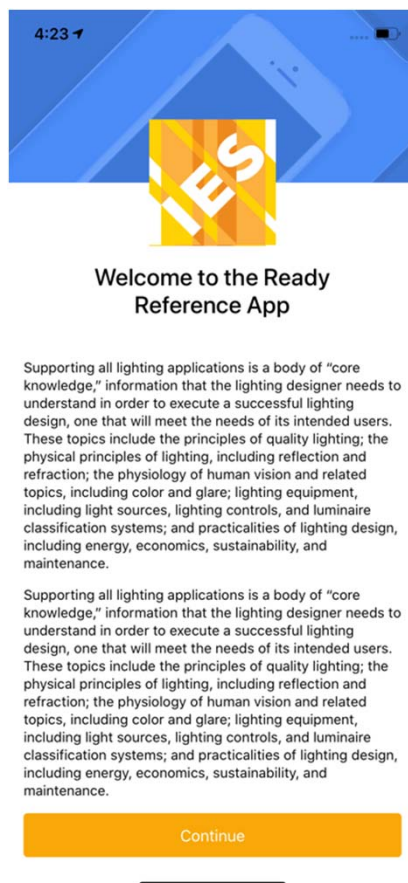 4:23
IES
Welcome to the Ready
Reference App
Supporting all lighting applications is a body of “core
knowledge,” information that the lighting designer needs to
understand in order to execute a successful lighting
design, one that will meet the needs of its intended users.
These topics include the principles of quality lighting; the
physical principles of lighting, including reflection and
refraction; the physiology of human vision and related
topics, including color and glare; lighting equipment,
including light sources, lighting controls, and luminaire
classification systems; and practicalities of lighting design,
including energy, economics, sustainability, and
maintenance.
Supporting all lighting applications is a body of “core
knowledge,” information that the lighting designer needs to
understand in order to execute a successful lighting
design, one that will meet the needs of its intended users.
These topics include the principles of quality lighting; the
physical principles of lighting, including reflection and
refraction; the physiology of human vision and related
topics, including color and glare; lighting equipment,
including light sources, lighting controls, and luminaire
classification systems; and practicalities of lighting design,
including energy, economics, sustainability, and
maintenance.
Continue